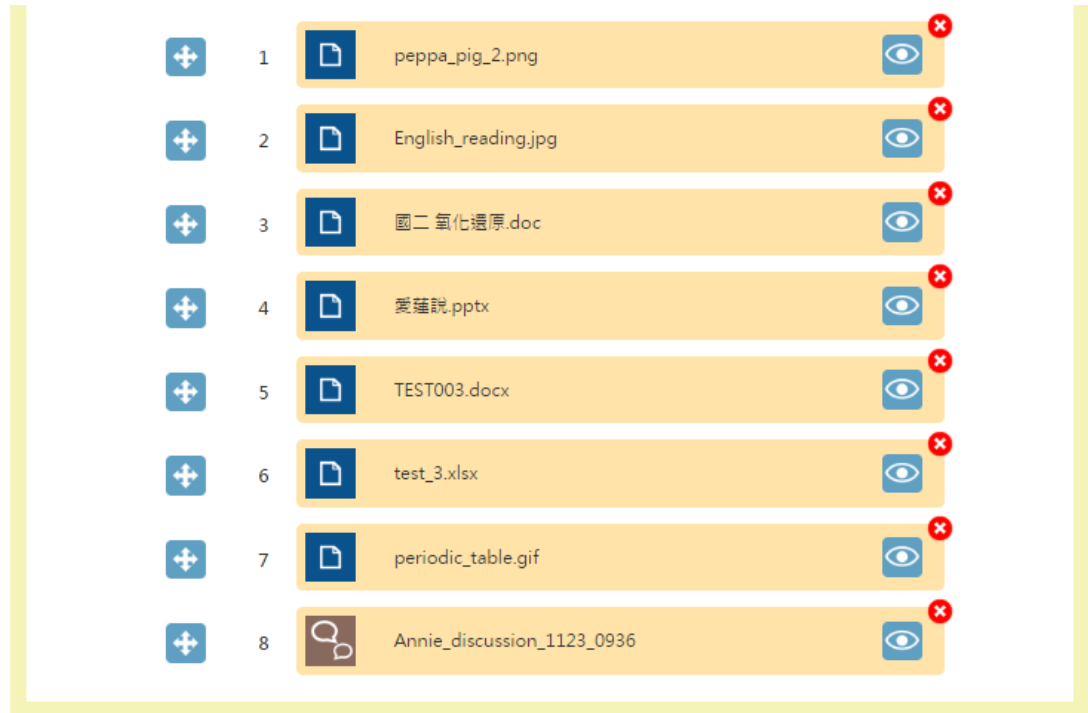 1 peppa_pig_2.png
2 English_reading.jpg
3 國二 氧化還原.doc
4 愛蓮說.pptx
5 TEST003.docx
6 test_3.xlsx
7 periodic_table.gif
8 Annie_discussion_1123_0936